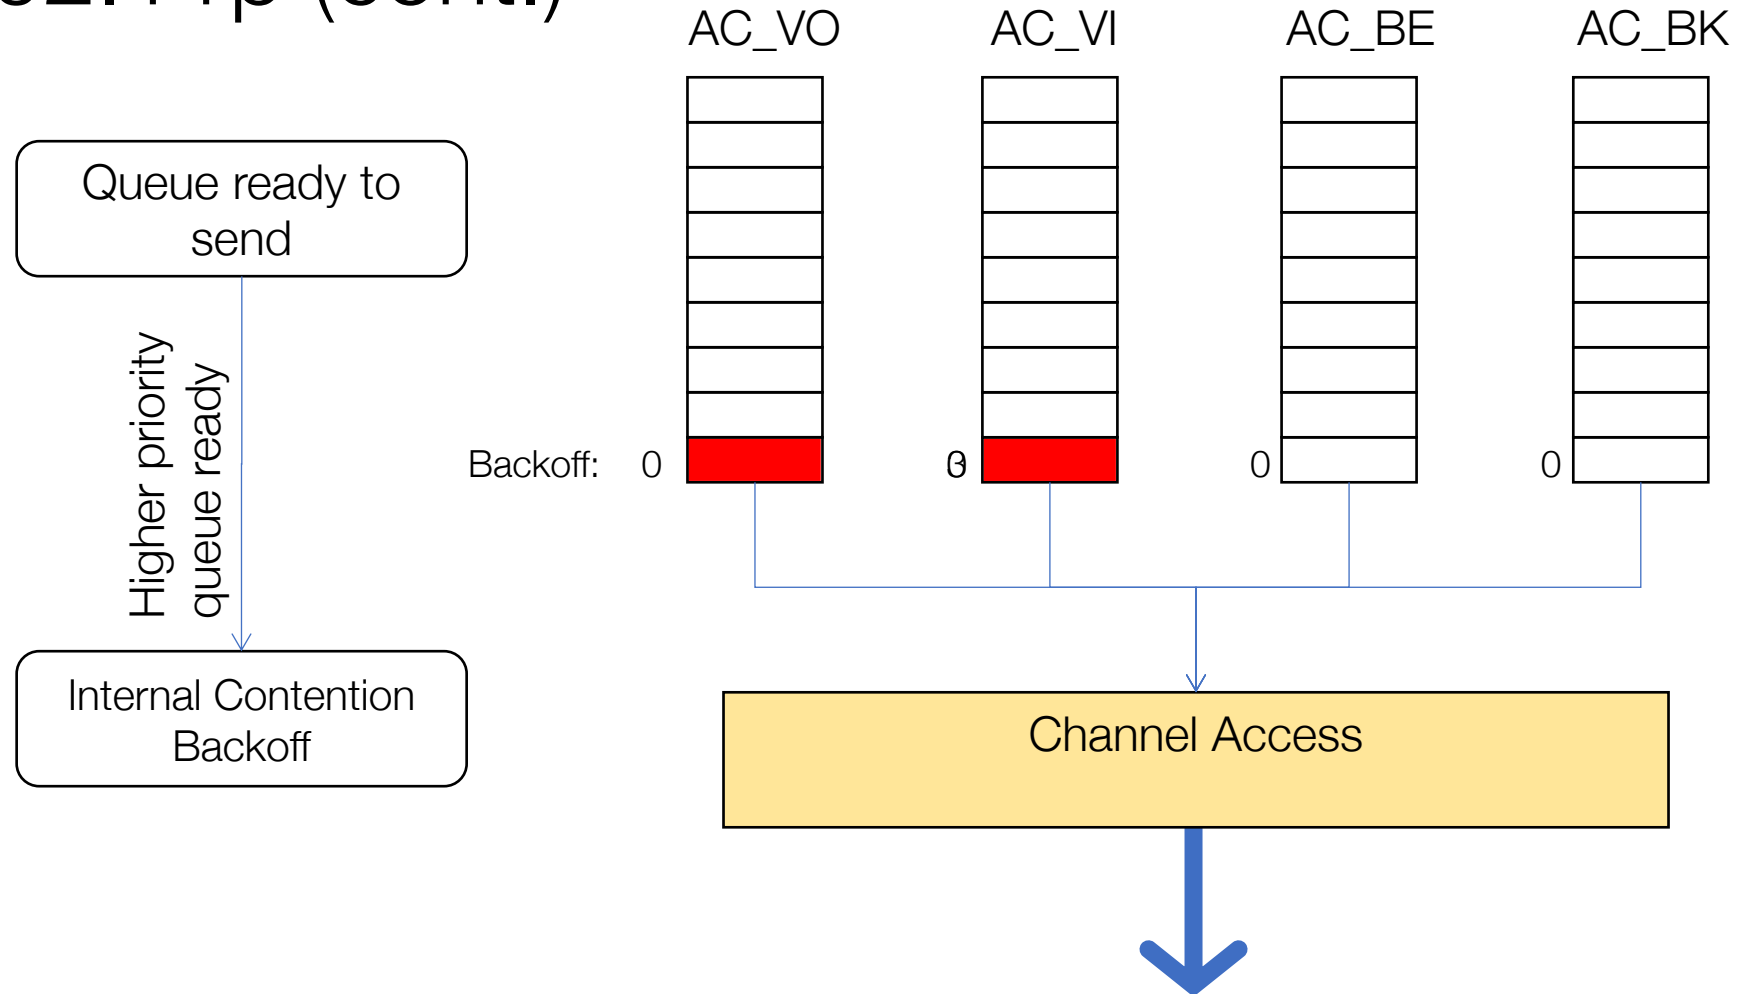 (cont.)
AC_VO
AC_VI
AC_BE
AC_BK
Queue ready to
send
Higher priority
queue ready
Backoff:
0
0
0
Internal Contention
Backoff
Channel Access